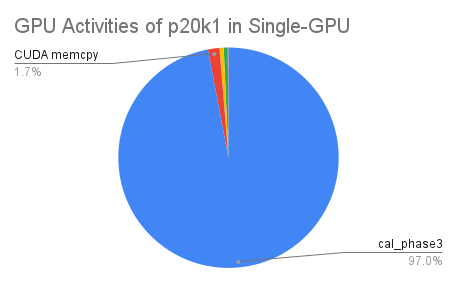 GPU Activities of p20k1 in Single-GPU
CUDA memcpy
1.7%
cal_phase3
97.0%